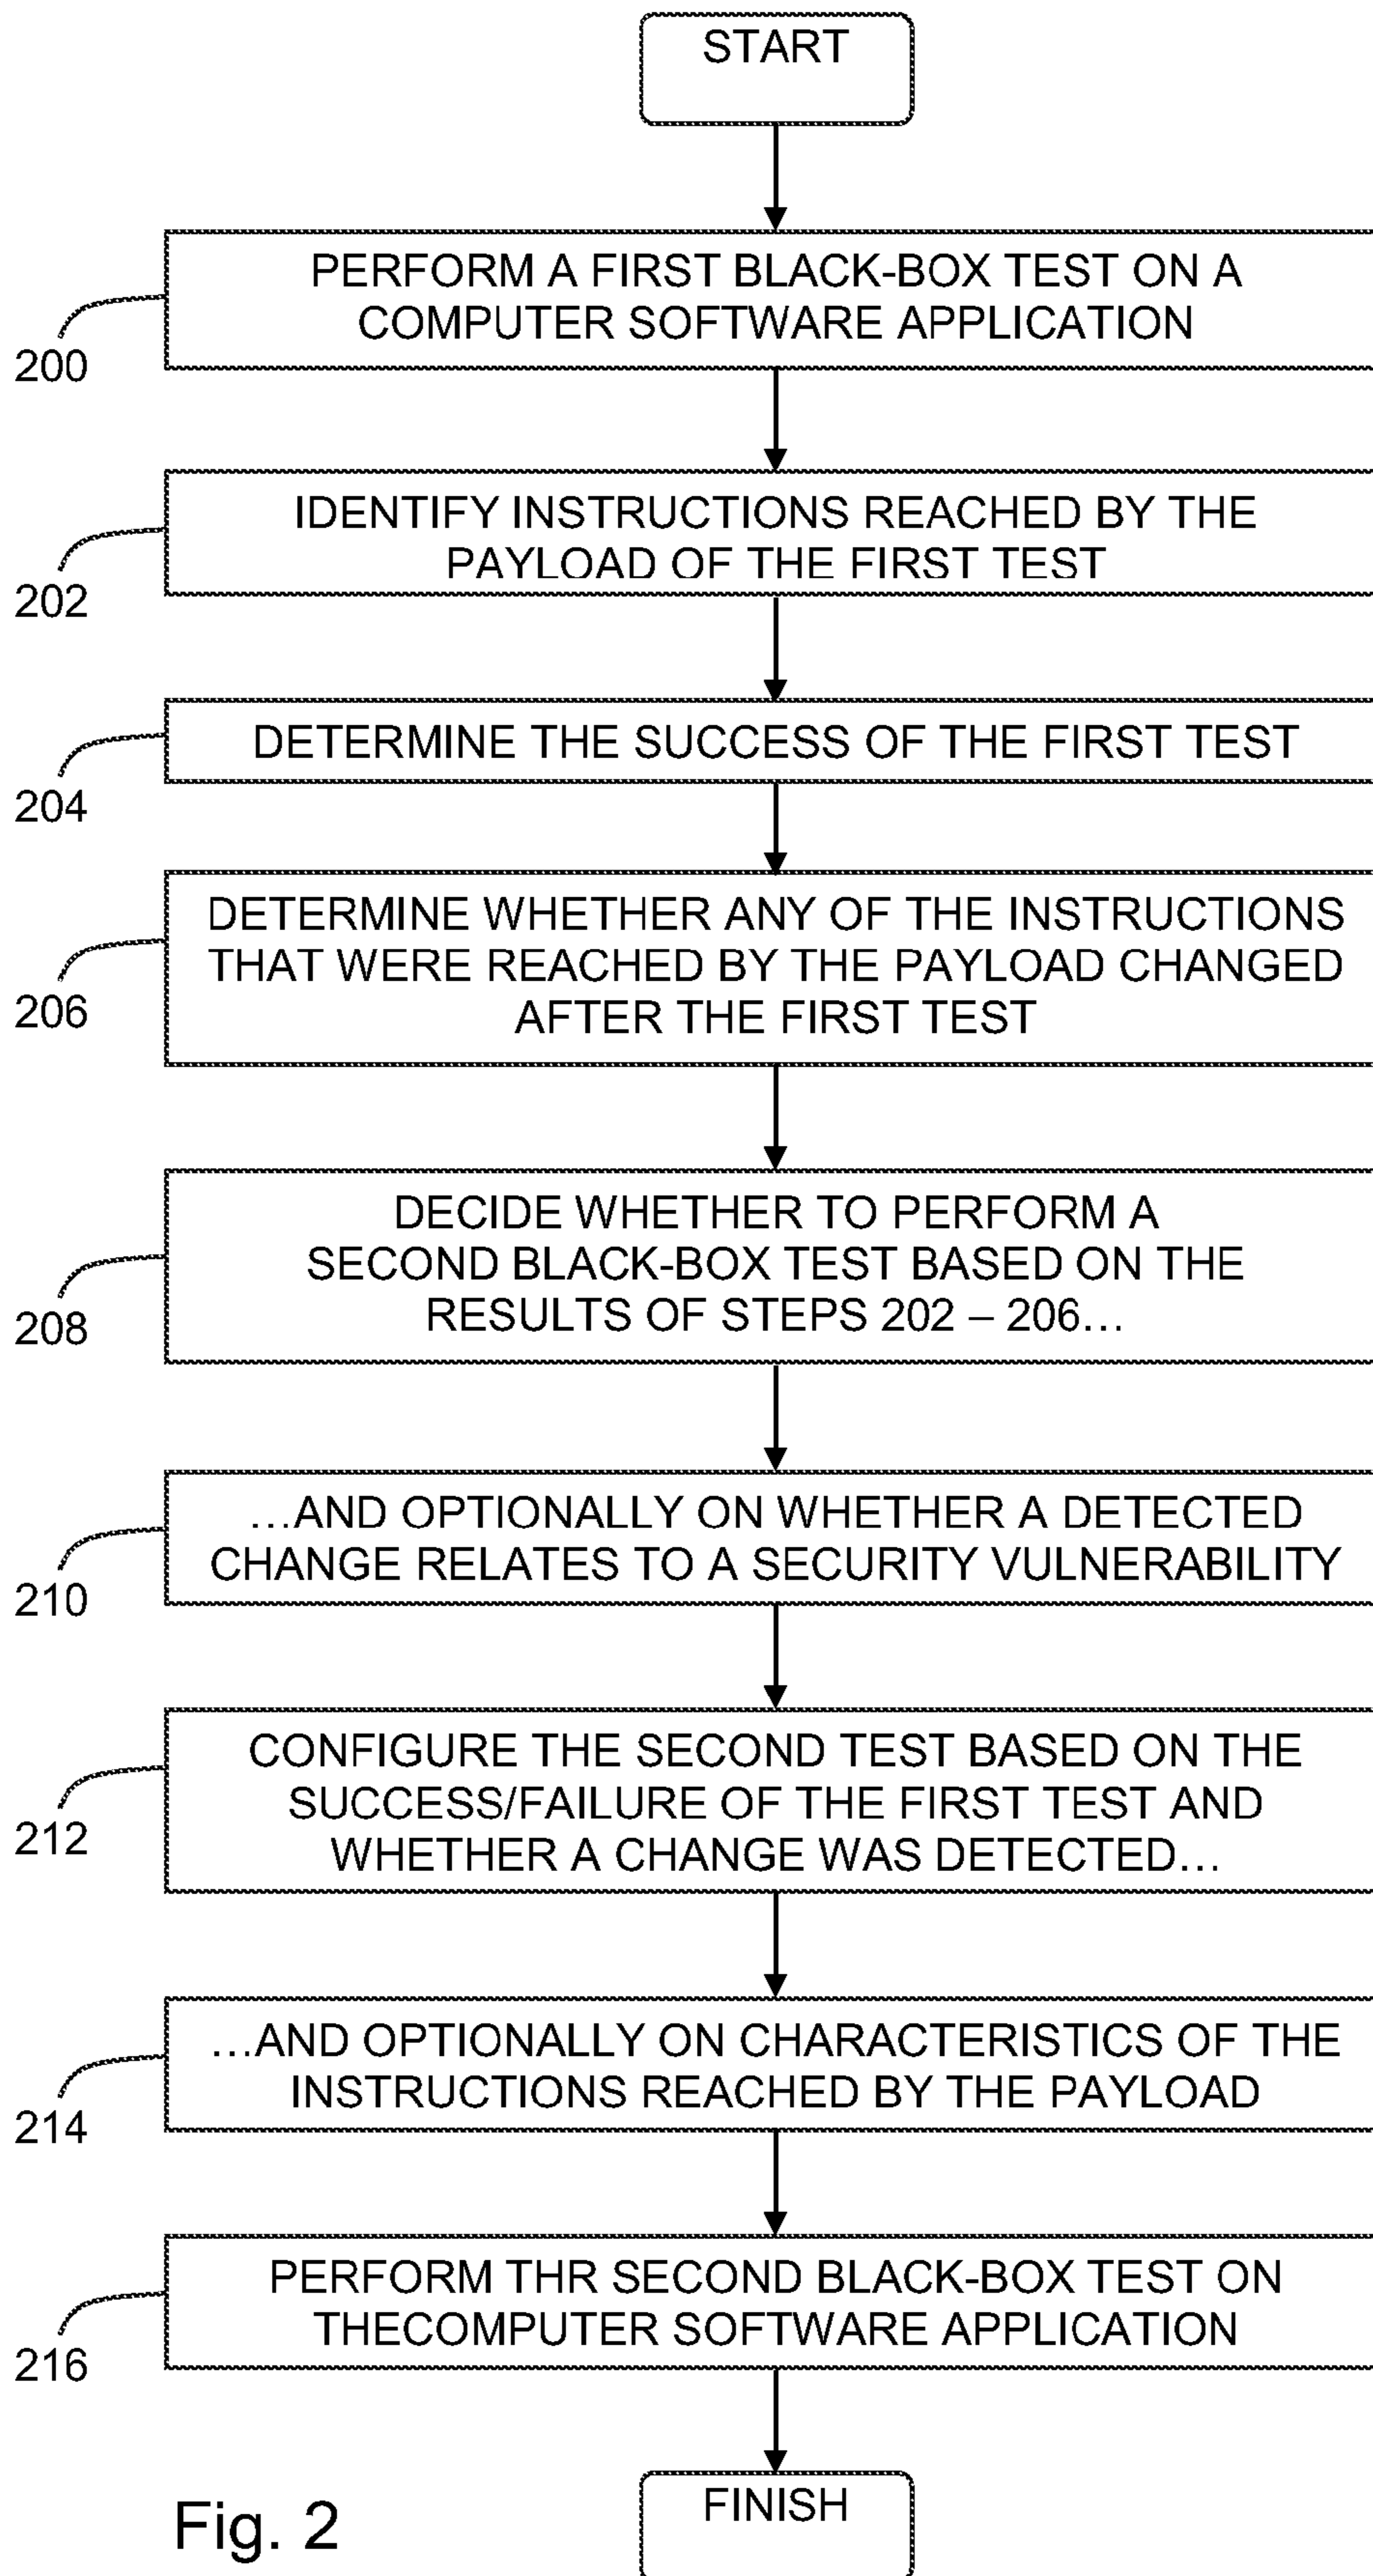 START
PERFORM A FIRST BLACK-BOX TEST ON A
COMPUTER SOFTWARE APPLICATION
200
IDENTIFY INSTRUCTIONS REACHED BY THE
PAYLOAD OF THE FIRST TEST
202
DETERMINE THE SUCCESS OF THE FIRST TEST
204
DETERMINE WHETHER ANY OF THE INSTRUCTIONS
THAT WERE REACHED BY THE PAYLOAD CHANGED
AFTER THE FIRST TEST
206
DECIDE WHETHER TO PERFORM A
SECOND BLACK-BOX TEST BASED ON THE
RESULTS OF STEPS 202 – 206…
208
…AND OPTIONALLY ON WHETHER A DETECTED
CHANGE RELATES TO A SECURITY VULNERABILITY
210
CONFIGURE THE SECOND TEST BASED ON THE
SUCCESS/FAILURE OF THE FIRST TEST AND
WHETHER A CHANGE WAS DETECTED…
212
…AND OPTIONALLY ON CHARACTERISTICS OF THE
INSTRUCTIONS REACHED BY THE PAYLOAD
214
PERFORM THR SECOND BLACK-BOX TEST ON
THECOMPUTER SOFTWARE APPLICATION
216
FINISH
Fig. 2